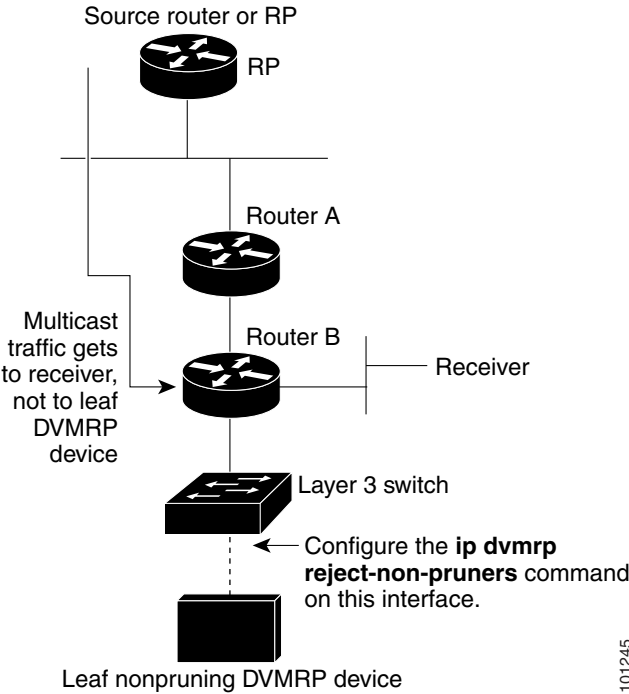 Source router or RP
RP
Router A
Router B
Multicast
traffic gets
to receiver,
not to leaf
DVMRP
device
Receiver
Layer 3 switch
Configure the ip dvmrp
reject-non-pruners command
on this interface.
Leaf nonpruning DVMRP device
101245